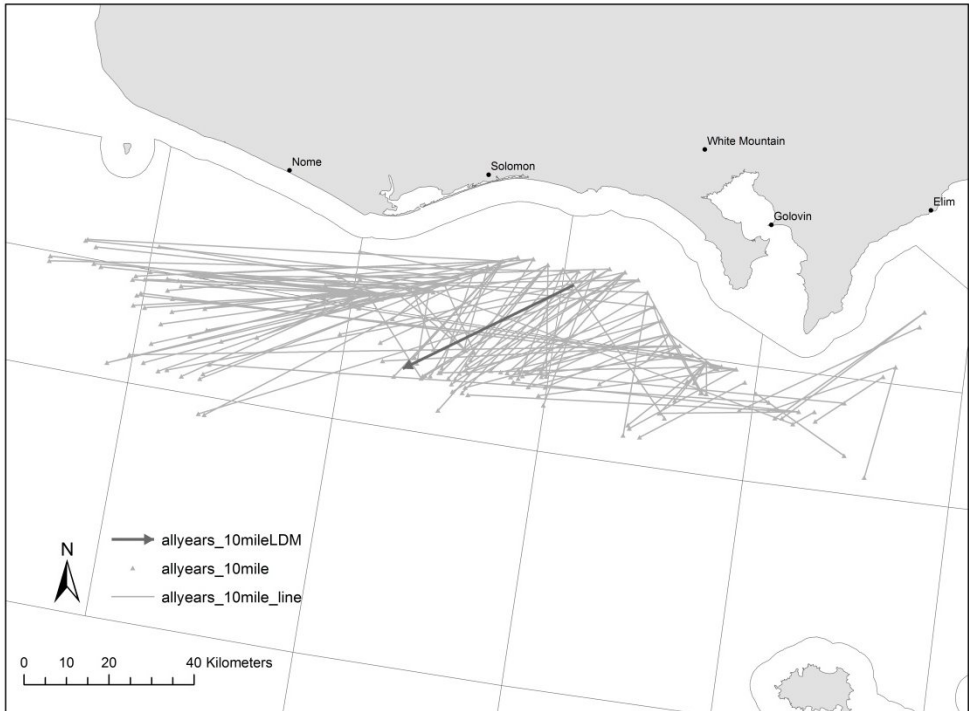 White Mountain
Nome
Solomon
Elim
Golovin
N
allyears_10mileLDM
allyears_10mile
allyears_10mile_line
0 10 20 40 Kilometers